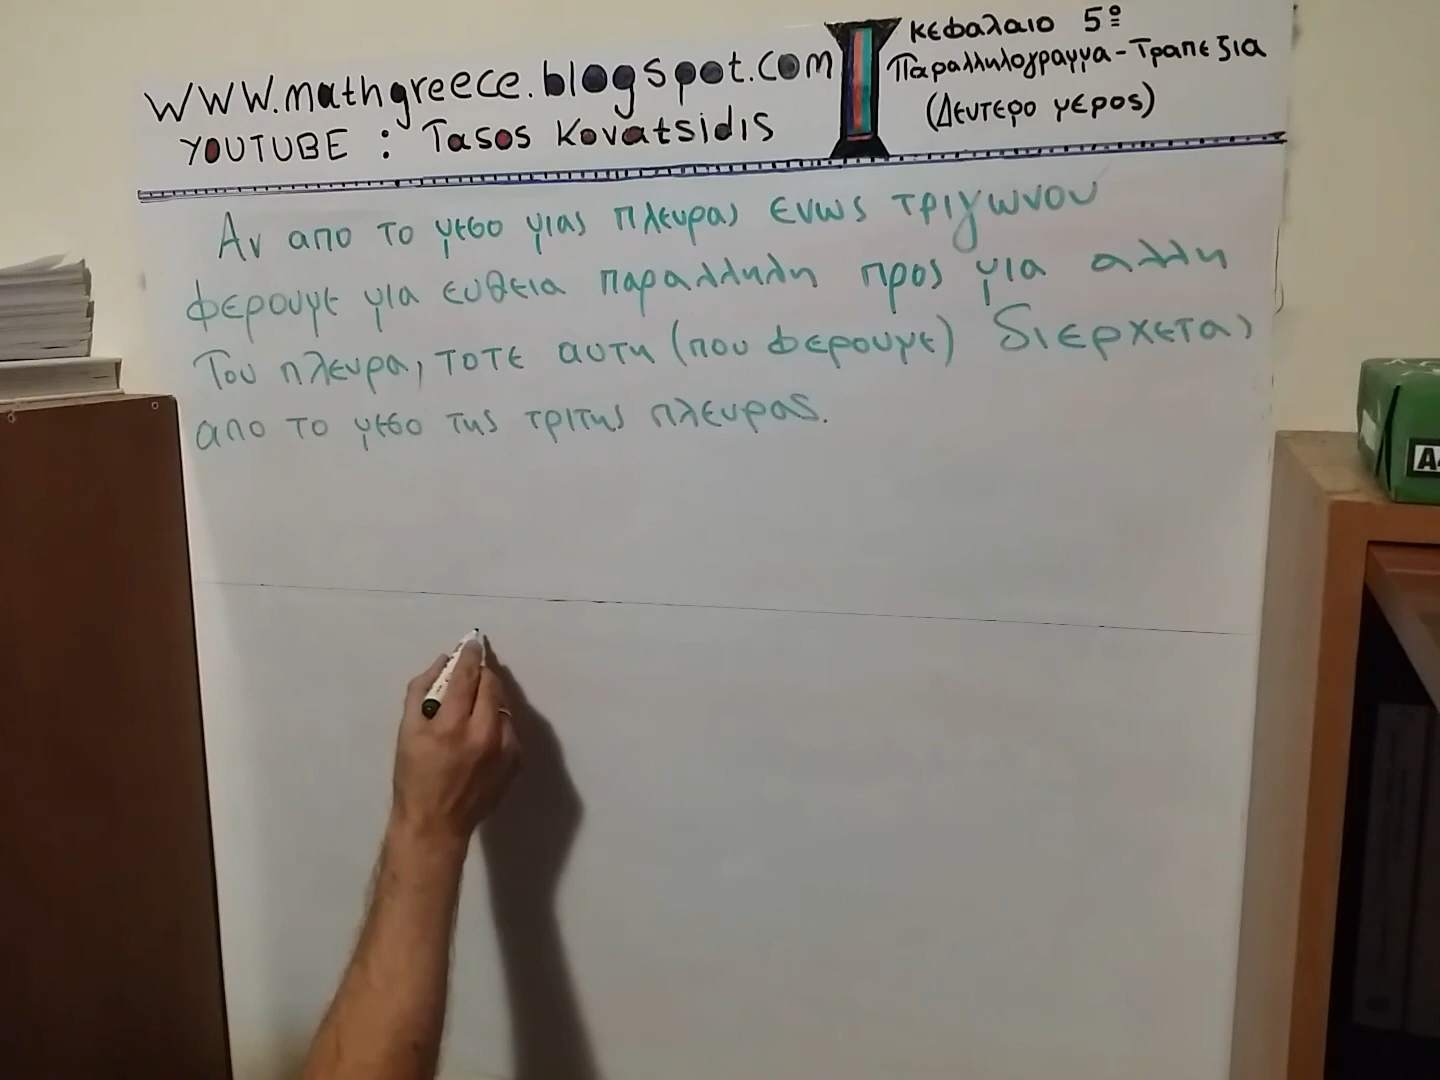 www.mathgreece.blogspot.com
YOUTUBE : Tasos Kovatsidis
κεφαλαιο 5º
Παραλληλογραμμα-Τραπεζια
(Δευτερο μερος)
Αν απο το μεσο μιας πλευρας ενως τριγωνου
φερουμε μια ευθεια παραλληλη προς μια αλλη
Του πλευρα, τοτε αυτη (που φερουμε) διερχεται
απο το μεσο της τριτης πλευρας.